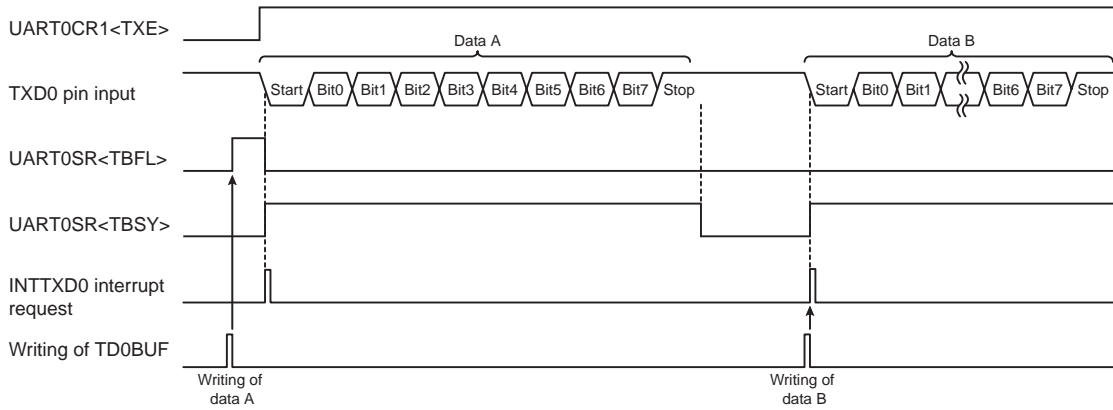 UART0CR1<TXE>
Data A
Data B
TXD0 pin input
Start Bit0 Bit1 Bit2 Bit3 Bit4 Bit5 Bit6 Bit7 Stop
Start Bit0 Bit1 Bit6 Bit7 Stop
UART0SR<TBFL>
UART0SR<TBSY>
INTTXD0 interrupt
request
Writing of TD0BUF
Writing of
data A
Writing of
data B